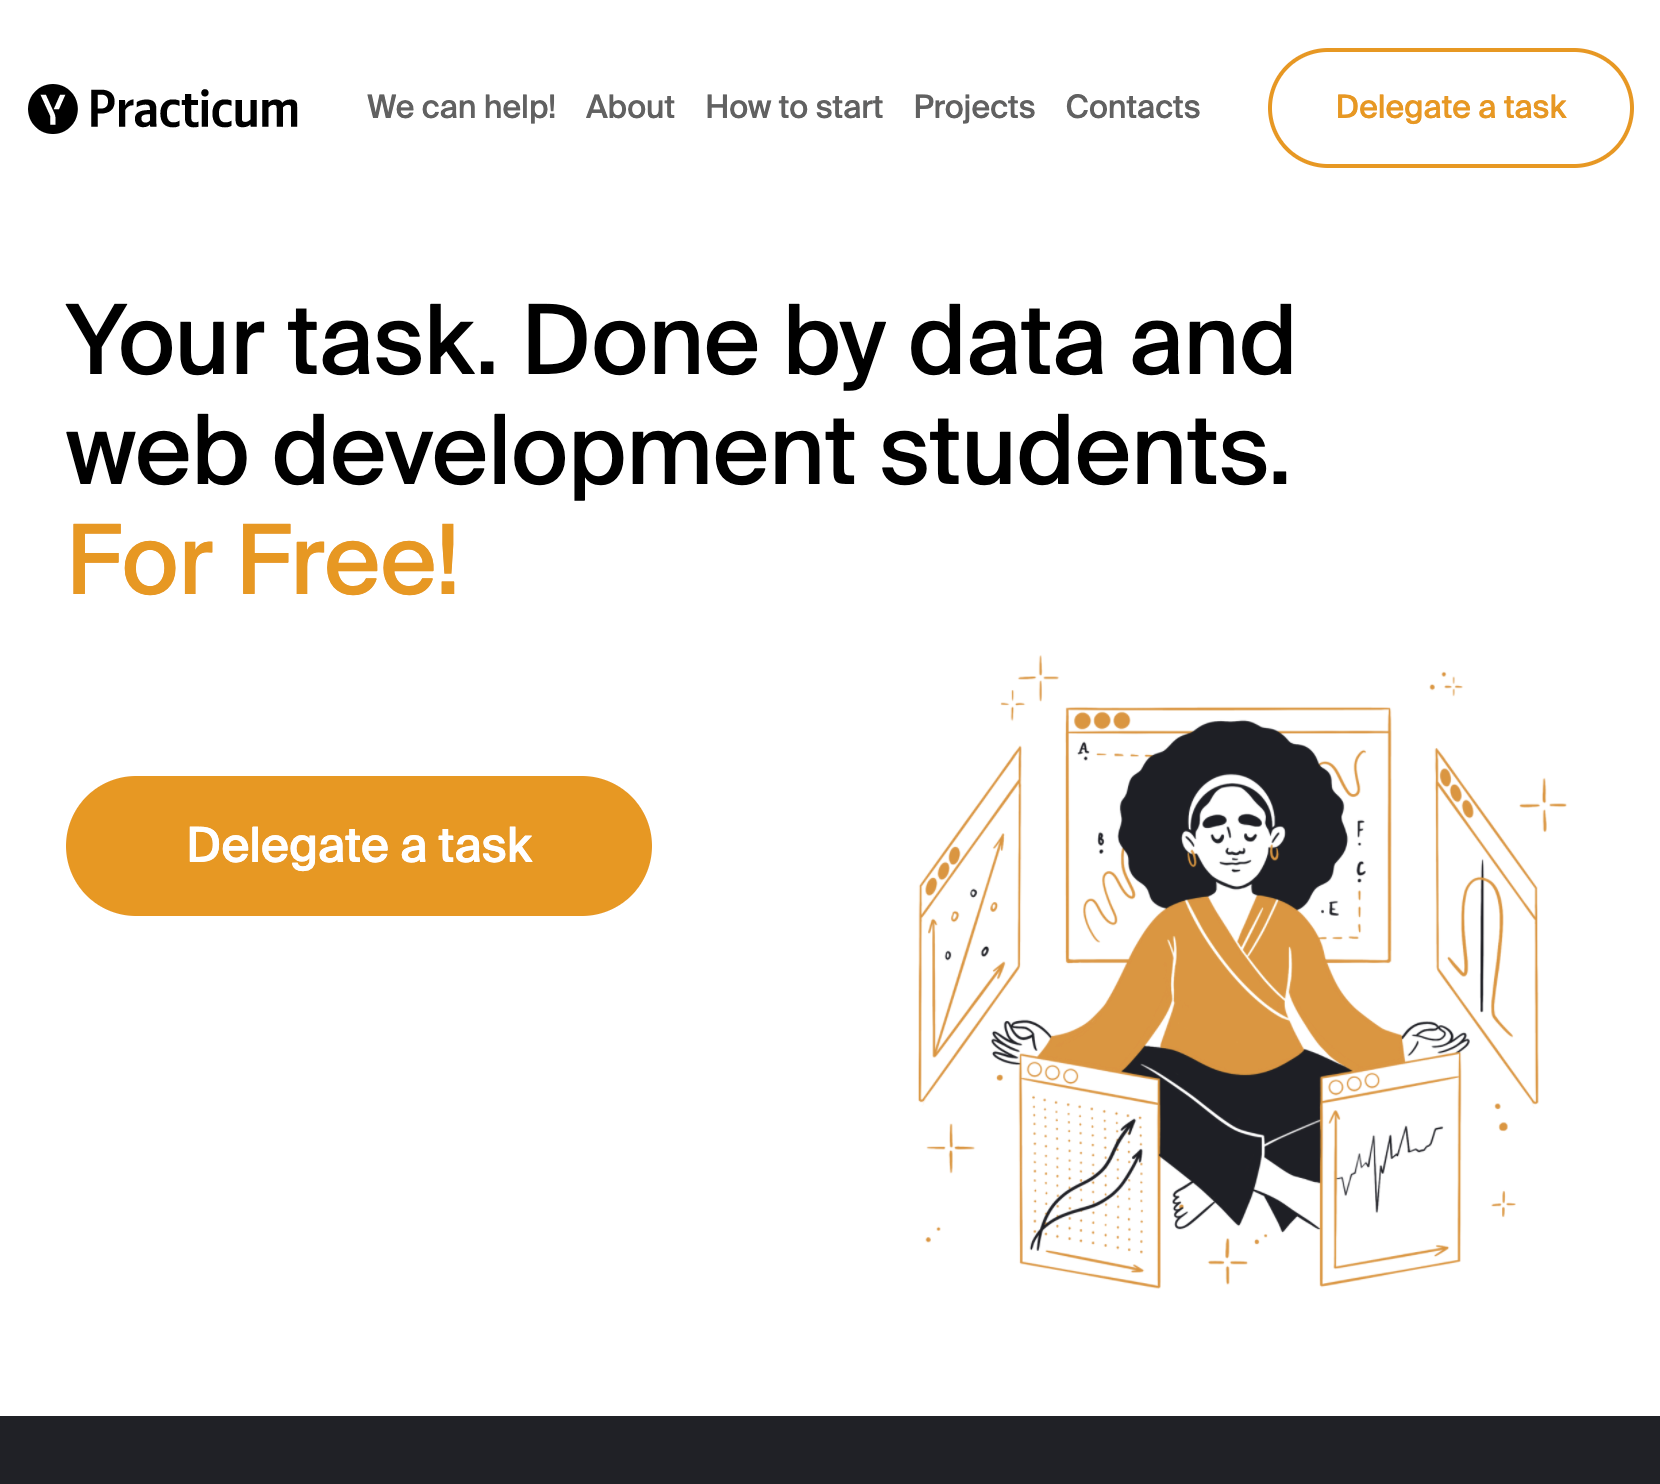 Practicum
We can help! About How to start Projects Contacts
Delegate a task
Your task. Done by data and
web development students.
For Free!
Delegate a task
A
B
F
C
.E